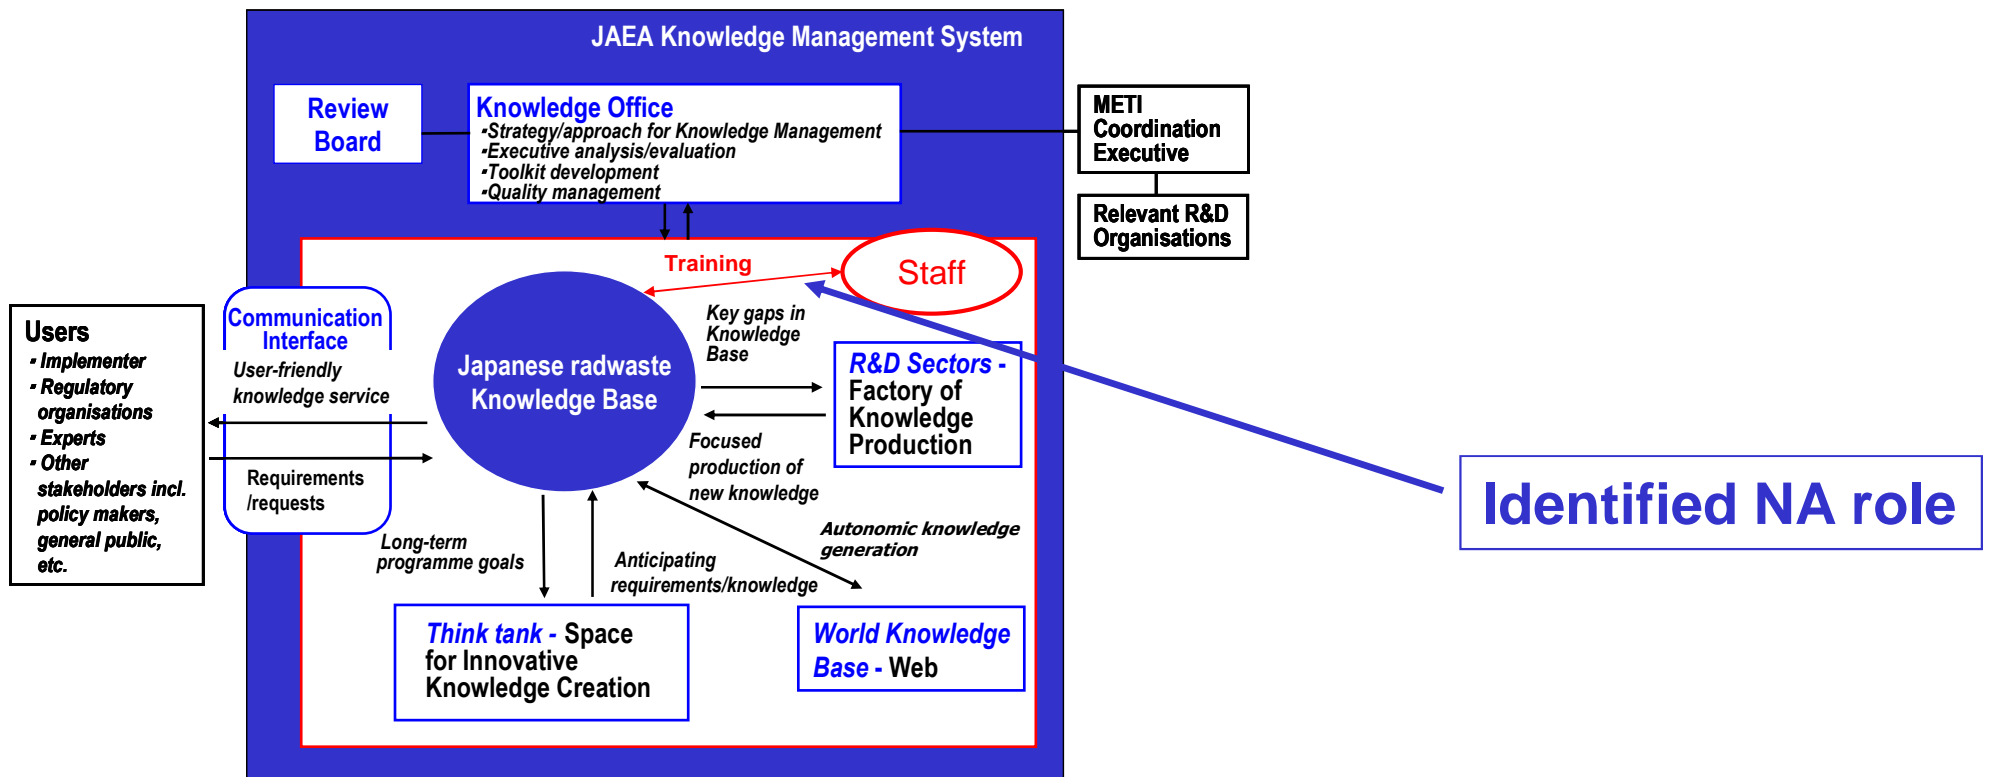 JAEA Knowledge Management System
Review
Board
Knowledge Office
▪Strategy/approach for Knowledge Management
▪Executive analysis/evaluation
▪Toolkit development
▪Quality management
METI
Coordination
Executive
Relevant R&D
Organisations
Training
Staff
Users
▪ Implementer
▪ Regulatory
organisations
▪ Experts
▪ Other
stakeholders incl.
policy makers,
general public,
etc.
Communication
Interface
User-friendly
knowledge service
Requirements
/requests
Japanese radwaste
Knowledge Base
Key gaps in
Knowledge
Base
R&D Sectors -
Factory of
Knowledge
Production
Focused
production of
new knowledge
Autonomic knowledge
generation
Long-term
programme goals
Anticipating
requirements/knowledge
Think tank - Space
for Innovative
Knowledge Creation
World Knowledge
Base - Web
Identified NA role